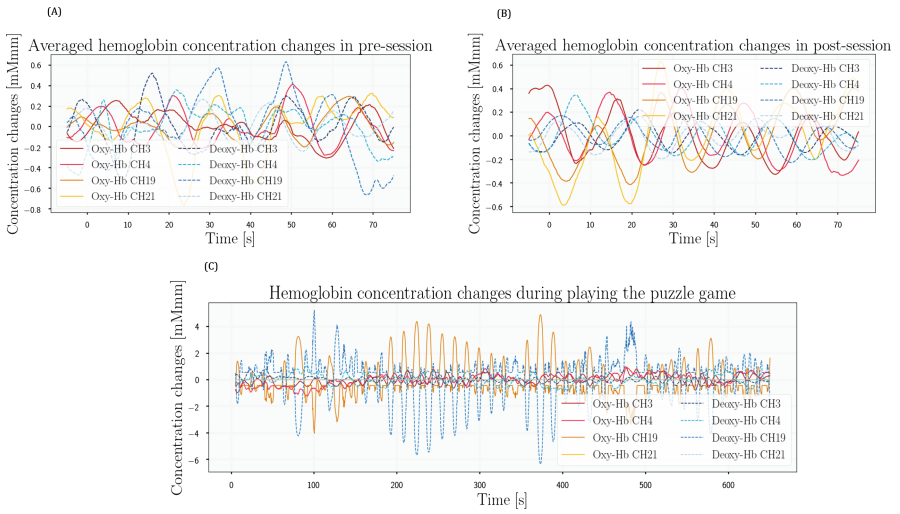 (A)
Averaged hemoglobin concentration changes in pre-session
Concentration changes [mMmm]
0.6
0.4
0.2
0.0
−0.2
−0.4
−0.6
−0.8
Oxy-Hb CH3
Oxy-Hb CH4
Oxy-Hb CH19
Oxy-Hb CH21
Deoxy-Hb CH3
Deoxy-Hb CH4
Deoxy-Hb CH19
Deoxy-Hb CH21
0 10 20 30 40 50 60 70
Time [s]
(B)
Averaged hemoglobin concentration changes in post-session
Concentration changes [mMmm]
0.6
0.4
0.2
0.0
−0.2
−0.4
−0.6
Oxy-Hb CH3
Oxy-Hb CH4
Oxy-Hb CH19
Oxy-Hb CH21
Deoxy-Hb CH3
Deoxy-Hb CH4
Deoxy-Hb CH19
Deoxy-Hb CH21
0 10 20 30 40 50 60 70
Time [s]
(C)
Hemoglobin concentration changes during playing the puzzle game
Concentration changes [mMmm]
4
2
0
−2
−4
−6
Oxy-Hb CH3
Oxy-Hb CH4
Oxy-Hb CH19
Oxy-Hb CH21
Deoxy-Hb CH3
Deoxy-Hb CH4
Deoxy-Hb CH19
Deoxy-Hb CH21
0 100 200 300 400 500 600
Time [s]